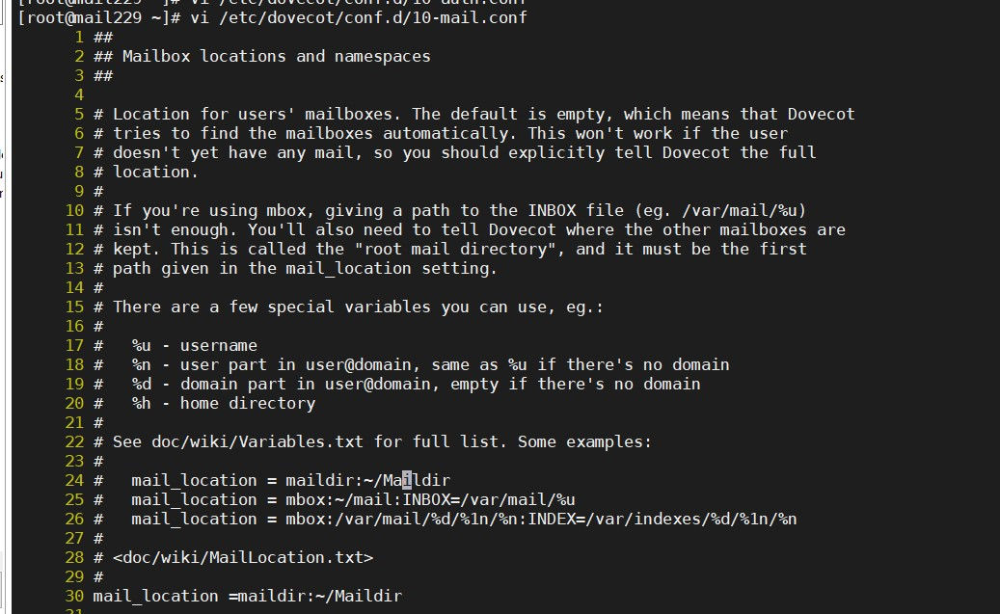 [root@mail229 ~]# vi /etc/dovecot/conf.d/10-auth.conf
[root@mail229 ~]# vi /etc/dovecot/conf.d/10-mail.conf
1 ##
2 ## Mailbox locations and namespaces
3 ##
4
5 # Location for users' mailboxes. The default is empty, which means that Dovecot
6 # tries to find the mailboxes automatically. This won't work if the user
7 # doesn't yet have any mail, so you should explicitly tell Dovecot the full
8 # location.
9 #
10 # If you're using mbox, giving a path to the INBOX file (eg. /var/mail/%u)
11 # isn't enough. You'll also need to tell Dovecot where the other mailboxes are
12 # kept. This is called the "root mail directory", and it must be the first
13 # path given in the mail_location setting.
14 #
15 # There are a few special variables you can use, eg.:
16 #
17 #   %u - username
18 #   %n - user part in user@domain, same as %u if there's no domain
19 #   %d - domain part in user@domain, empty if there's no domain
20 #   %h - home directory
21 #
22 # See doc/wiki/Variables.txt for full list. Some examples:
23 #
24 #   mail_location = maildir:~/Maildir
25 #   mail_location = mbox:~/mail:INBOX=/var/mail/%u
26 #   mail_location = mbox:/var/mail/%d/%1n/%n:INDEX=/var/indexes/%d/%1n/%n
27 #
28 # <doc/wiki/MailLocation.txt>
29 #
30 mail_location =maildir:~/Maildir